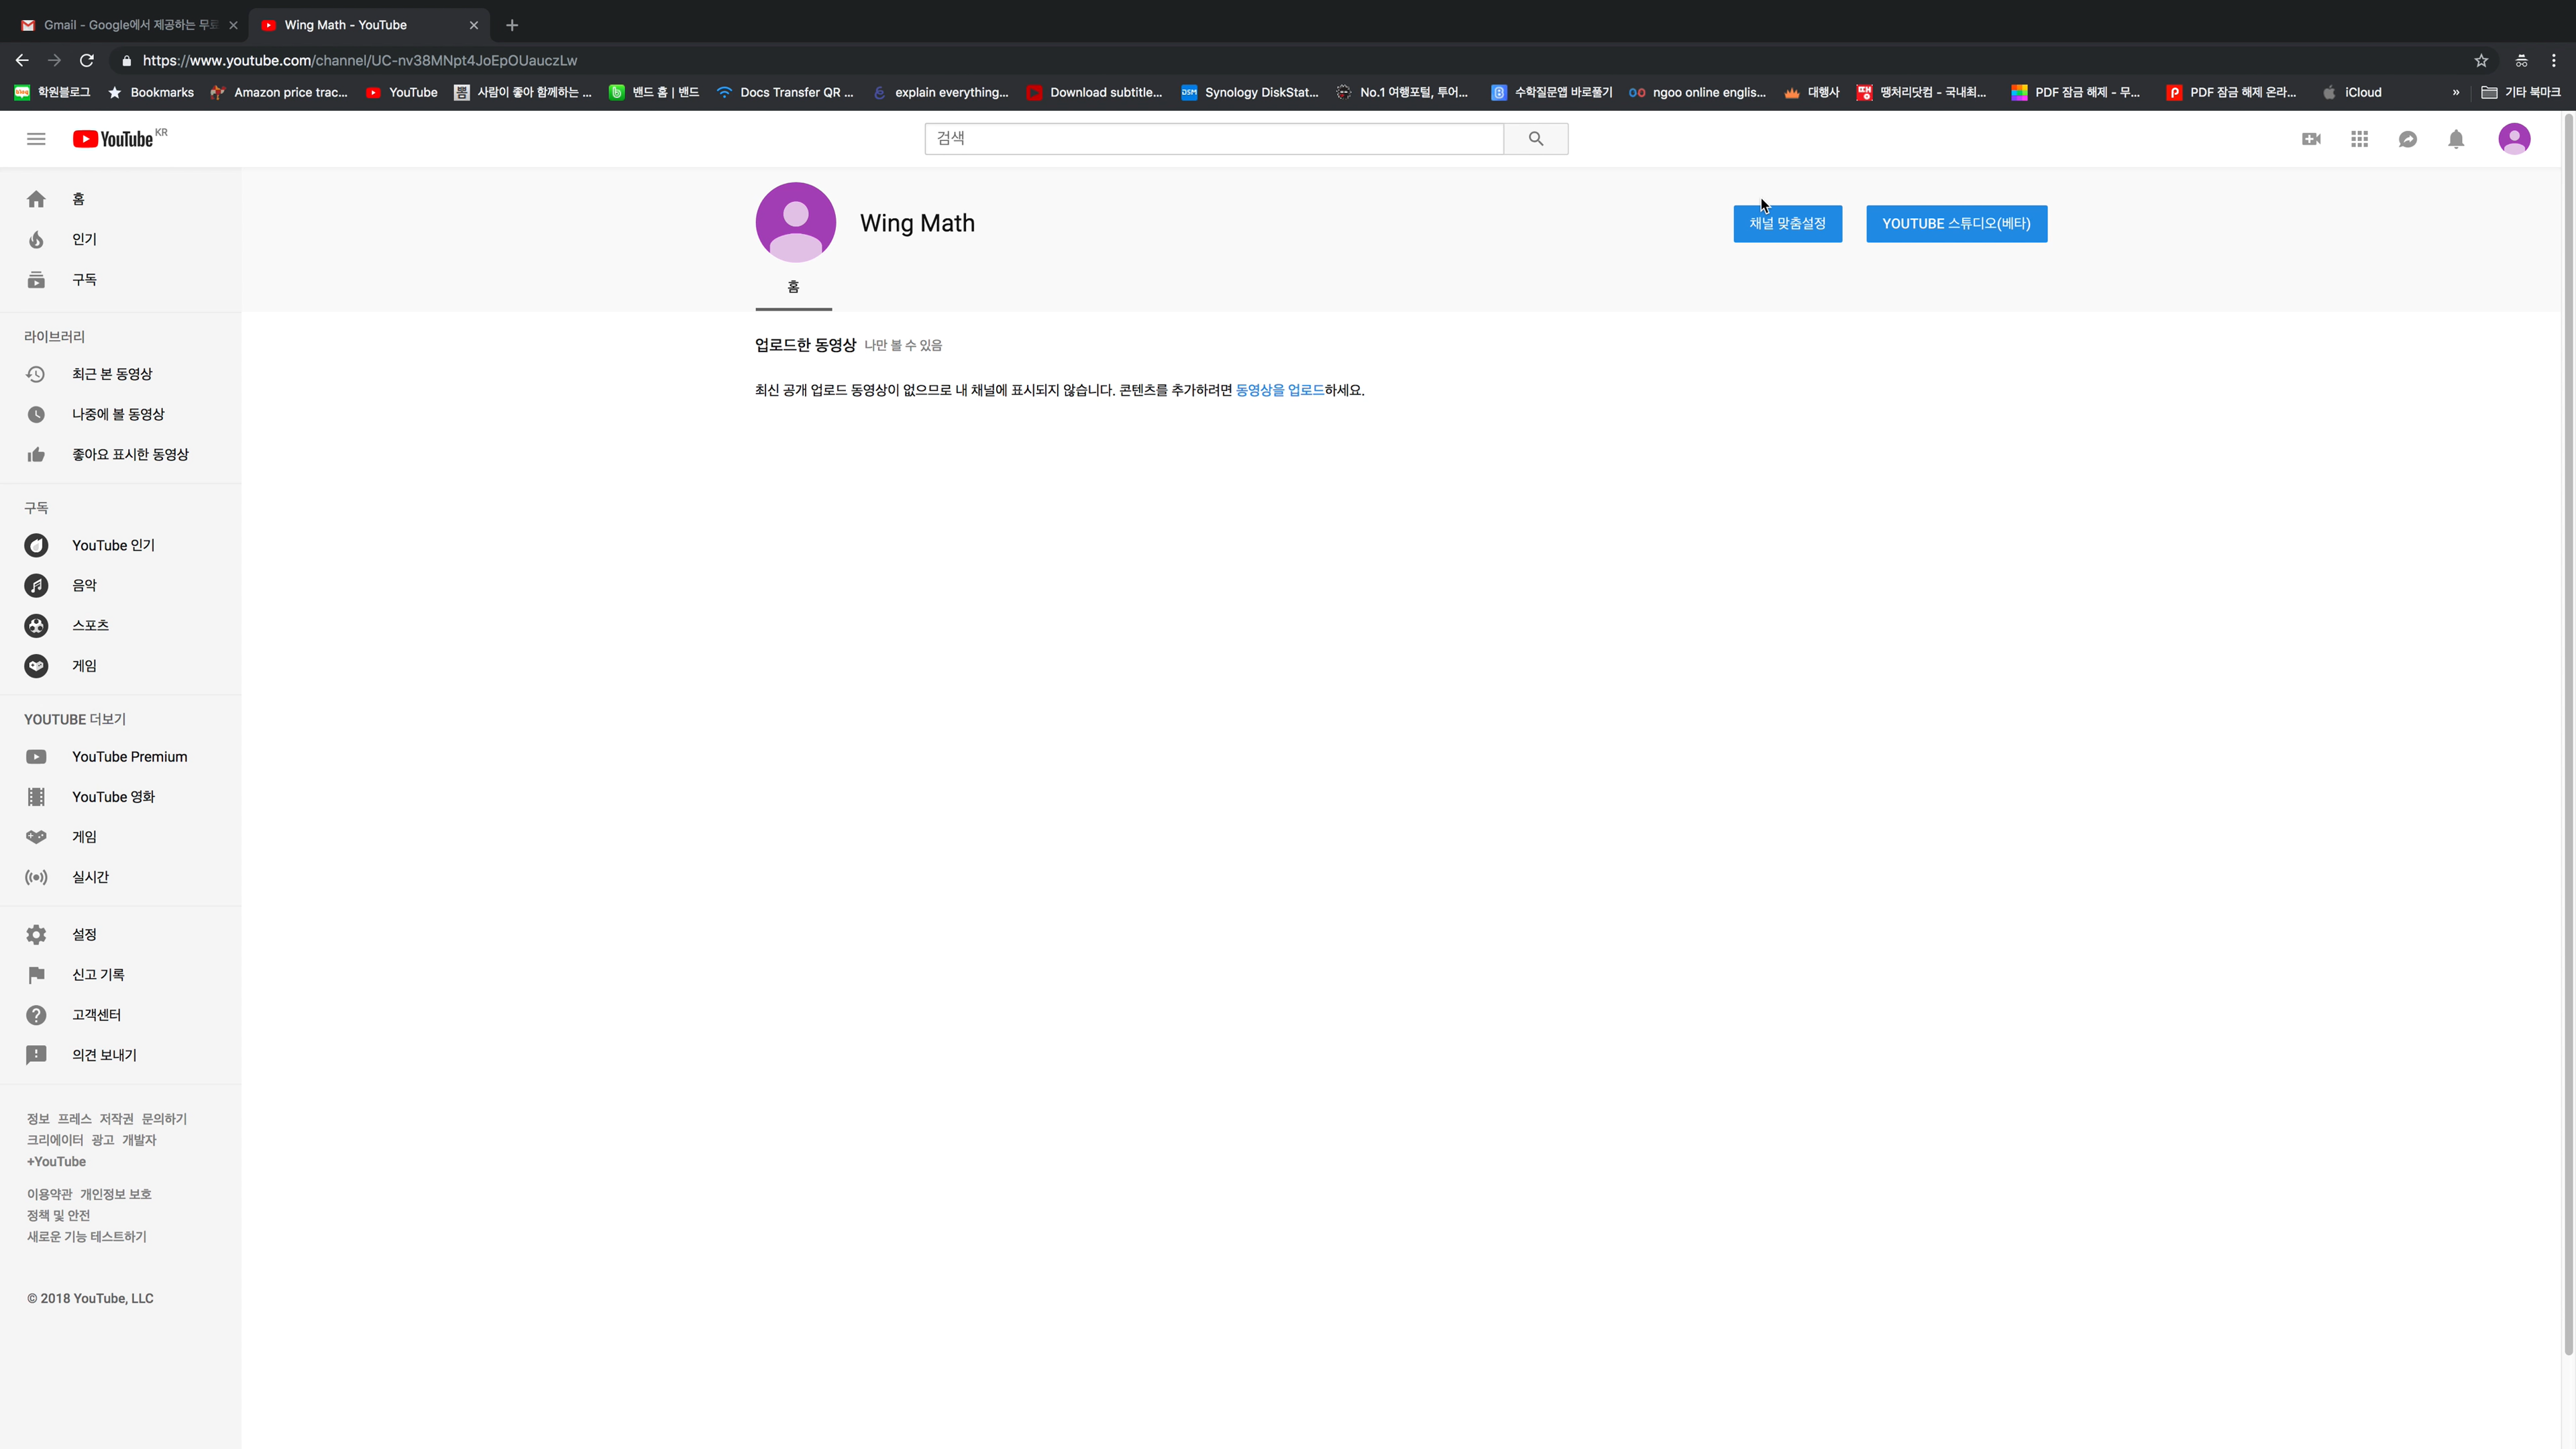 Gmail - Google에서 제공하는 무료
Wing Math - YouTube
https://www.youtube.com/channel/UC-nv38MNpt4JoEpOUauczLw
학원블로그 Bookmarks Amazon price trac... YouTube 사람이 좋아 함께하는 ... 밴드 홈 | 밴드 Docs Transfer QR ... explain everything... Download subtitle... Synology DiskStat... No.1 여행포털, 투어... 수학질문앱 바로풀기 ngoo online englis... 대행사 땡처리닷컴 - 국내최... PDF 잠금 해제 - 무... PDF 잠금 해제 온라... iCloud » 기타 북마크
YouTube KR
검색
홈
인기
구독
라이브러리
최근 본 동영상
나중에 볼 동영상
좋아요 표시한 동영상
구독
YouTube 인기
음악
스포츠
게임
YOUTUBE 더보기
YouTube Premium
YouTube 영화
게임
실시간
설정
신고 기록
고객센터
의견 보내기
정보 프레스 저작권 문의하기
크리에이터 광고 개발자
+YouTube
이용약관 개인정보 보호
정책 및 안전
새로운 기능 테스트하기
© 2018 YouTube, LLC
Wing Math
채널 맞춤설정
YOUTUBE 스튜디오(베타)
홈
업로드한 동영상 나만 볼 수 있음
최신 공개 업로드 동영상이 없으므로 내 채널에 표시되지 않습니다. 콘텐츠를 추가하려면 동영상을 업로드하세요.